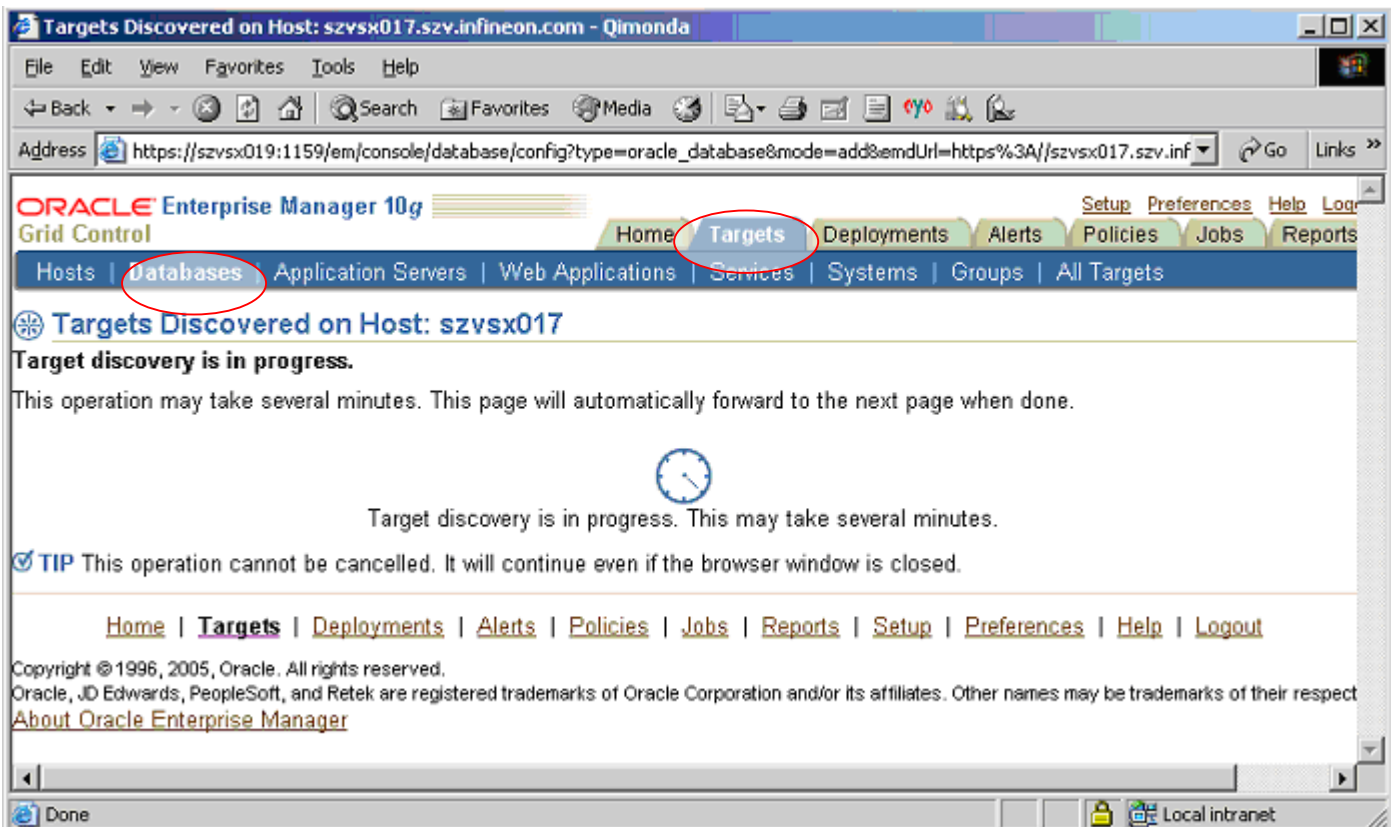 Targets Discovered on Host: szvsx017.szv.infineon.com - Qimonda
File Edit View Favorites Tools Help
Back Search Favorites Media
Address https://szvsx019:1159/em/console/database/config?type=oracle_database&mode=add&emdUrl=https%3A//szvsx017.szv.inf Go Links »
ORACLE Enterprise Manager 10g
Setup Preferences Help Logo
Grid Control
Home Targets Deployments Alerts Policies Jobs Reports
Hosts | Databases | Application Servers | Web Applications | Services | Systems | Groups | All Targets
Targets Discovered on Host: szvsx017
Target discovery is in progress.
This operation may take several minutes. This page will automatically forward to the next page when done.
Target discovery is in progress. This may take several minutes.
TIP This operation cannot be cancelled. It will continue even if the browser window is closed.
Home | Targets | Deployments | Alerts | Policies | Jobs | Reports | Setup | Preferences | Help | Logout
Copyright © 1996, 2005, Oracle. All rights reserved.
Oracle, JD Edwards, PeopleSoft, and Retek are registered trademarks of Oracle Corporation and/or its affiliates. Other names may be trademarks of their respect
About Oracle Enterprise Manager
Done
Local intranet